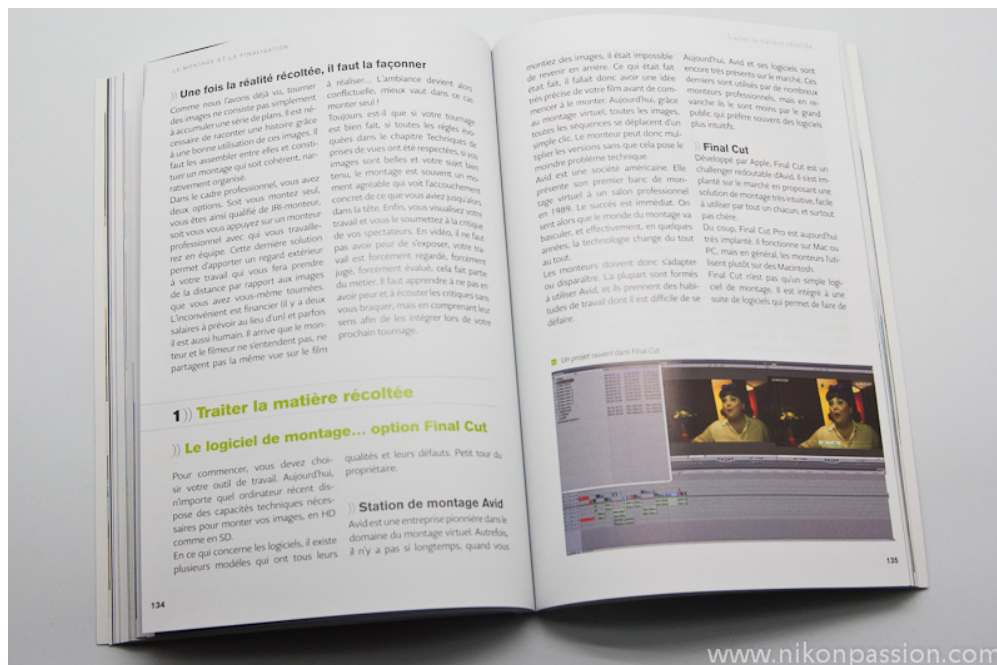 LE MONTAGE ET LA FINALISATION
)) Une fois la réalité récoltée, il faut la façonner
Comme nous l'avons déjà vu, tourner
des images ne consiste pas simplement
à accumuler une série de plans. Il est né-
cessaire de raconter une histoire grâce
à une bonne utilisation de ces images. Il
faut les assembler entre elles et consti-
tuer un montage qui soit cohérent, nar-
rativement organisé.
Dans le cadre professionnel, vous avez
deux options. Soit vous montez seul,
vous êtes ainsi qualifié de JRI-monteur,
soit vous vous appuyez sur un monteur
professionnel avec qui vous travaille-
rez en équipe. Cette dernière solution
permet d'apporter un regard extérieur
à votre travail qui vous fera prendre
de la distance par rapport aux images
que vous avez vous-même tournées.
L'inconvénient est financier (il y a deux
salaires à prévoir au lieu d'un) et parfois
il est aussi humain. Il arrive que le mon-
teur et le filmeur ne s'entendent pas, ne
partagent pas la même vue sur le film
à réaliser... L'ambiance devient alors
conflictuelle, mieux vaut dans ce cas
monter seul !
Toujours est-il que si votre tournage
est bien fait, si toutes les règles évo-
quées dans le chapitre Techniques de
prises de vues ont été respectées, si vos
images sont belles et votre sujet bien
tenu, le montage est souvent un mo-
ment agréable qui voit l'accouchement
concret de ce que vous aviez jusqu'alors
dans la tête. Enfin, vous visualisez votre
travail et vous le soumettez à la critique
de vos spectateurs. En vidéo, il ne faut
pas avoir peur de s'exposer, votre tra-
vail est forcément regardé, forcément
jugé, forcément évalué, cela fait partie
du métier. Il faut apprendre à ne pas en
avoir peur et à écouter les critiques sans
vous braquer, mais en comprenant leur
sens afin de les intégrer lors de votre
prochain tournage.
1)) Traiter la matière récoltée
)) Le logiciel de montage... option Final Cut
Pour commencer, vous devez choi-
sir votre outil de travail. Aujourd'hui,
n'importe quel ordinateur récent dis-
pose des capacités techniques néces-
saires pour monter vos images, en HD
comme en SD.
En ce qui concerne les logiciels, il existe
plusieurs modèles qui ont tous leurs
qualités et leurs défauts. Petit tour du
propriétaire.
)) Station de montage Avid
Avid est une entreprise pionnière dans le
domaine du montage virtuel. Autrefois,
il n'y a pas si longtemps, quand vous
134
Traiter la matière récoltée
montiez des images, il était impossible
de revenir en arrière. Ce qui était fait
était fait, il fallait donc avoir une idée
très précise de votre film avant de com-
mencer à le monter. Aujourd'hui, grâce
au montage virtuel, toutes les images,
toutes les séquences se déplacent d'un
simple clic. Le monteur peut donc mul-
tiplier les versions sans que cela pose le
moindre problème technique.
Avid est une société américaine. Elle
présente son premier banc de mon-
tage virtuel à un salon professionnel
en 1989. Le succès est immédiat. On
sent alors que le monde du montage va
basculer, et effectivement, en quelques
années, la technologie change du tout
au tout.
Les monteurs doivent donc s'adapter
ou disparaître. La plupart sont formés
à utiliser Avid, et ils prennent des habi-
tudes de travail dont il est difficile de se
défaire.
Aujourd'hui, Avid et ses logiciels sont
encore très présents sur le marché. Ces
derniers sont utilisés par de nombreux
monteurs professionnels, mais en re-
vanche ils le sont moins par le grand
public qui préfère souvent des logiciels
plus intuitifs.
)) Final Cut
Développé par Apple, Final Cut est un
challenger redoutable d'Avid. Il s'est im-
planté sur le marché en proposant une
solution de montage très intuitive, facile
à utiliser par tout un chacun, et surtout
pas chère.
Du coup, Final Cut Pro est aujourd'hui
très implanté. Il fonctionne sur Mac ou
PC, mais en général, les monteurs l'uti-
lisent plutôt sur des Macintosh.
Final Cut n'est pas qu'un simple logi-
ciel de montage. Il est intégré à une
suite de logiciels qui permet de faire de
Un projet ouvert dans Final Cut
135
www.nikonpassion.com